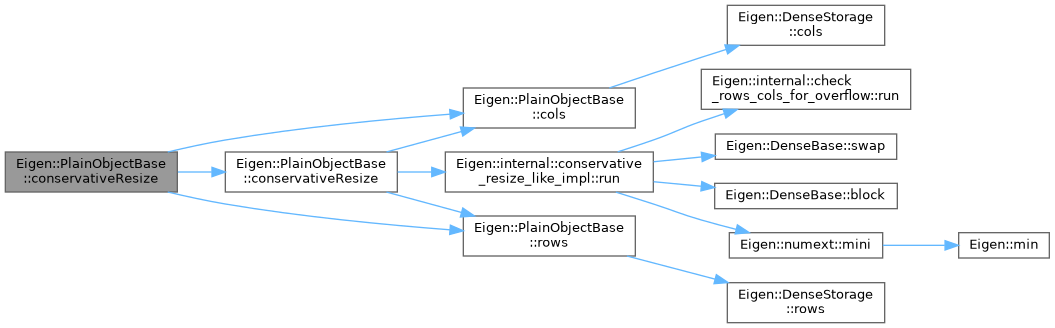 Eigen::PlainObjectBase
::conservativeResize
Eigen::PlainObjectBase
::conservativeResize
Eigen::PlainObjectBase
::cols
Eigen::internal::conservative
_resize_like_impl::run
Eigen::PlainObjectBase
::rows
Eigen::DenseStorage
::cols
Eigen::internal::check
_rows_cols_for_overflow::run
Eigen::DenseBase::swap
Eigen::DenseBase::block
Eigen::numext::mini
Eigen::DenseStorage
::rows
Eigen::min